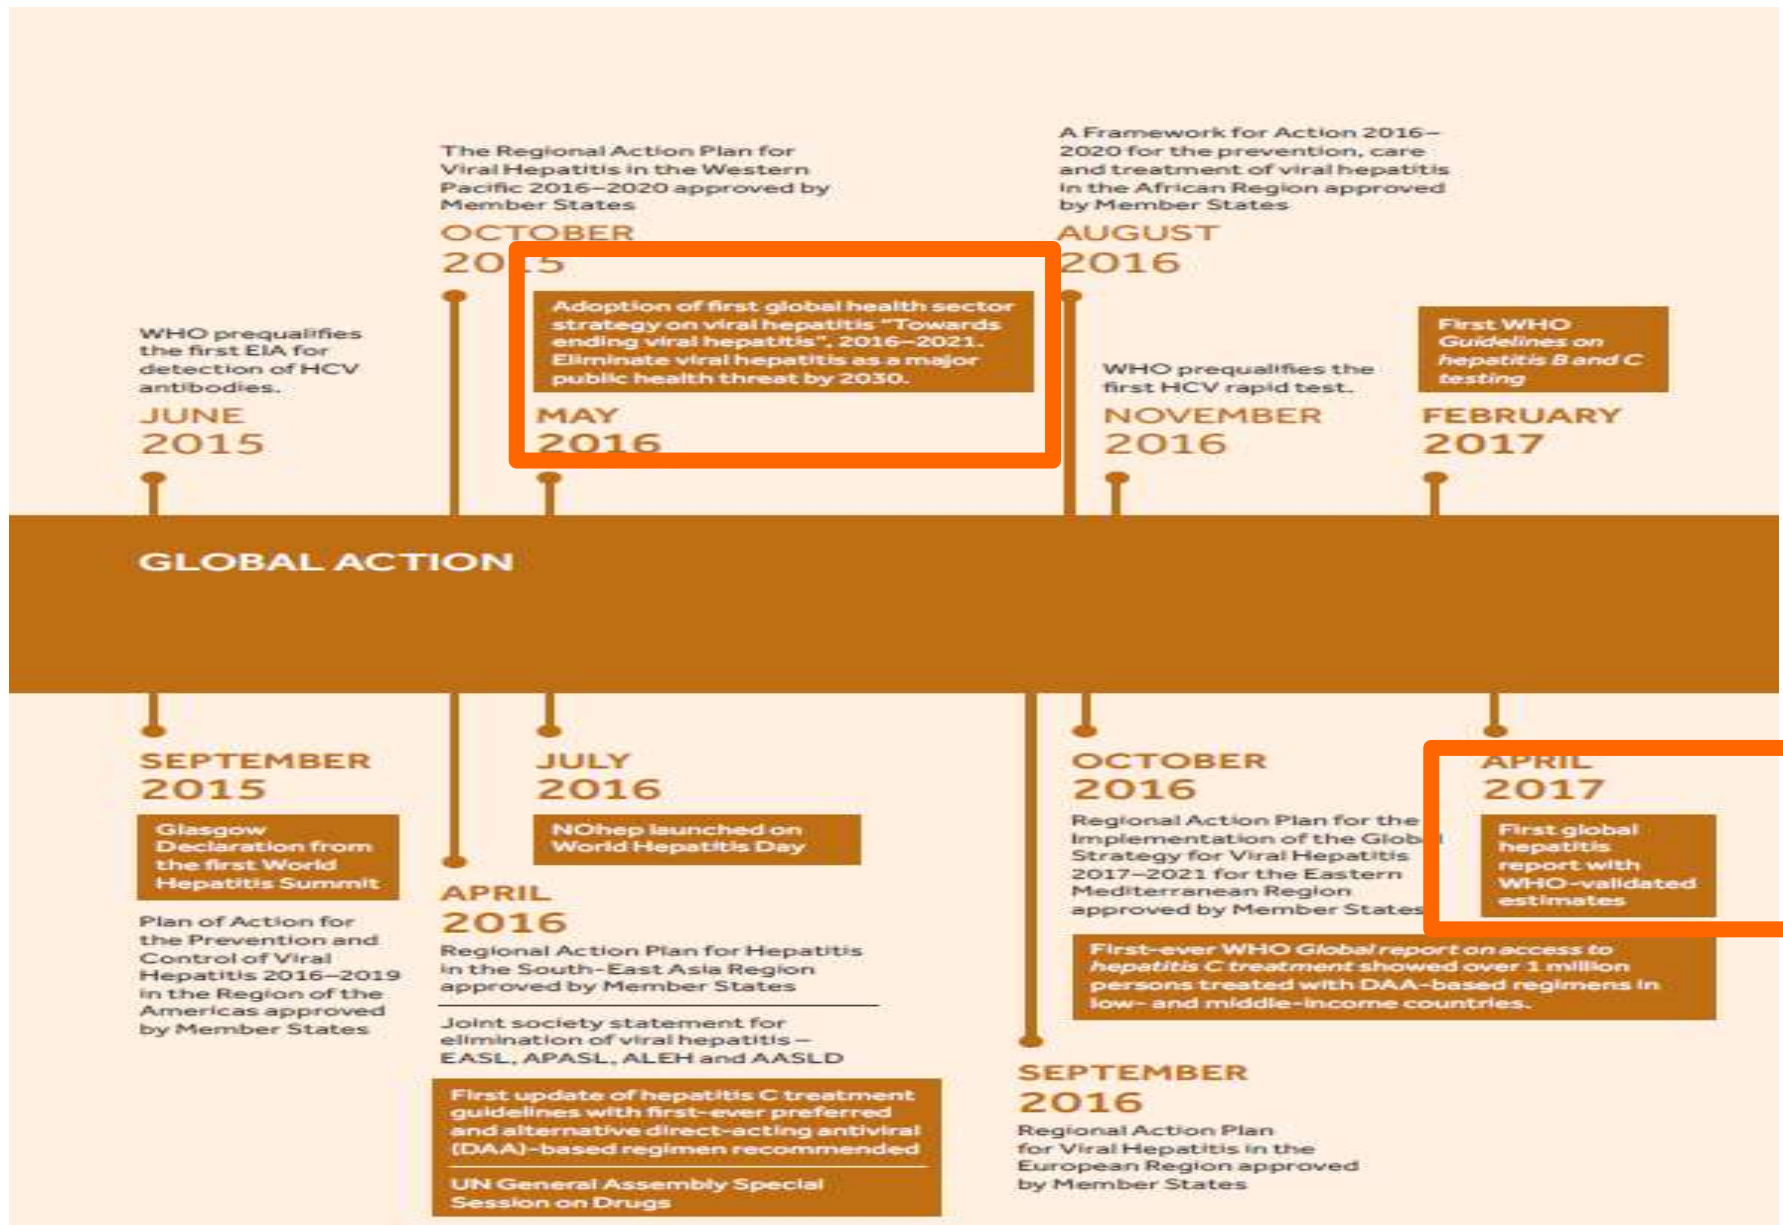 The Regional Action Plan for
Viral Hepatitis in the Western
Pacific 2016–2020 approved by
Member States
OCTOBER
2015
A Framework for Action 2016–
2020 for the prevention, care
and treatment of viral hepatitis
in the African Region approved
by Member States
AUGUST
2016
WHO prequalifies
the first EIA for
detection of HCV
antibodies.
JUNE
2015
Adoption of first global health sector
strategy on viral hepatitis "Towards
ending viral hepatitis", 2016–2021.
Eliminate viral hepatitis as a major
public health threat by 2030.
MAY
2016
WHO prequalifies the
first HCV rapid test.
NOVEMBER
2016
First WHO
Guidelines on
hepatitis B and C
testing
FEBRUARY
2017
GLOBAL ACTION
SEPTEMBER
2015
Glasgow
Declaration from
the first World
Hepatitis Summit
Plan of Action for
the Prevention and
Control of Viral
Hepatitis 2016–2019
in the Region of the
Americas approved
by Member States
JULY
2016
NOhep launched on
World Hepatitis Day
APRIL
2016
Regional Action Plan for Hepatitis
in the South-East Asia Region
approved by Member States
Joint society statement for
elimination of viral hepatitis –
EASL, APASL, ALEH and AASLD
First update of hepatitis C treatment
guidelines with first-ever preferred
and alternative direct-acting antiviral
(DAA)-based regimen recommended
UN General Assembly Special
Session on Drugs
OCTOBER
2016
Regional Action Plan for the
Implementation of the Global
Strategy for Viral Hepatitis
2017–2021 for the Eastern
Mediterranean Region
approved by Member States
APRIL
2017
First global
hepatitis
report with
WHO-validated
estimates
First-ever WHO Global report on access to
hepatitis C treatment showed over 1 million
persons treated with DAA-based regimens in
low- and middle-income countries.
SEPTEMBER
2016
Regional Action Plan
for Viral Hepatitis in the
European Region approved
by Member States